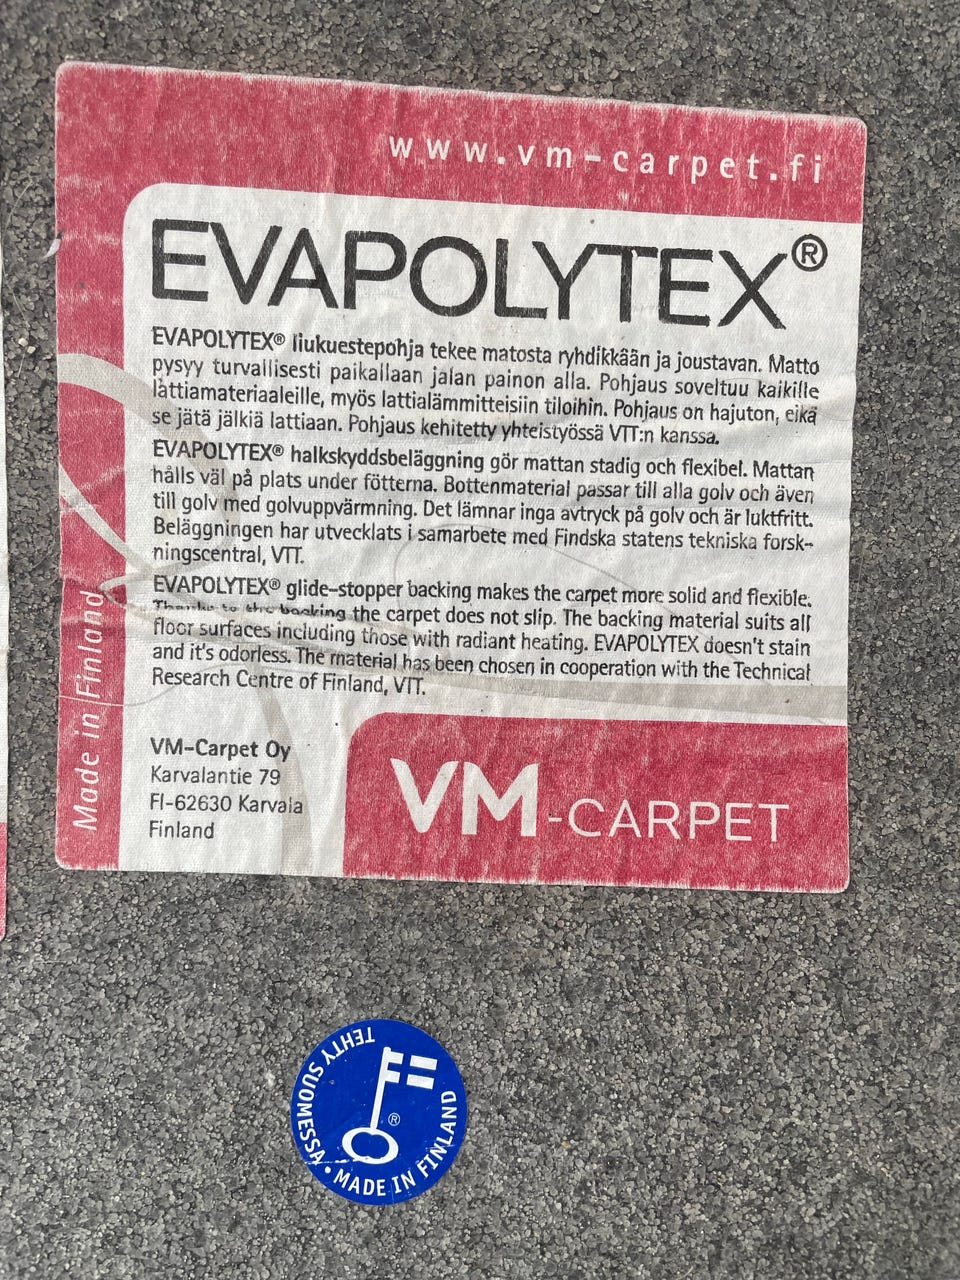 www.vm-carpet.fi
EVAPOLYTEX®
EVAPOLYTEX® liukuestepohja tekee matosta ryhdikkään ja joustavan. Matto
pysyy turvallisesti paikallaan jalan painon alla. Pohjaus soveltuu kaikille
lattiamateriaaleille, myös lattialämmitteisiin tiloihin. Pohjaus on hajuton, eikä
se jätä jälkiä lattiaan. Pohjaus kehitetty yhteistyössä VTT:n kanssa.
EVAPOLYTEX® halkskyddsbeläggning gör mattan stadig och flexibel. Mattan
hålls väl på plats under fötterna. Bottenmaterial passar till alla golv och även
till golv med golvuppvärmning. Det lämnar inga avtryck på golv och är luktfritt.
Beläggningen har utvecklats i samarbete med Findska statens tekniska forsk-
ningscentral, VTT.
EVAPOLYTEX® glide-stopper backing makes the carpet more solid and flexible.
Thanks to the backing the carpet does not slip. The backing material suits all
floor surfaces including those with radiant heating. EVAPOLYTEX doesn't stain
and it's odorless. The material has been chosen in cooperation with the Technical
Research Centre of Finland, VTT.
Made in Finland
VM-Carpet Oy
Karvalantie 79
FI-62630 Karvala
Finland
VM-CARPET
TEHTY SUOMESSA • MADE IN FINLAND
®